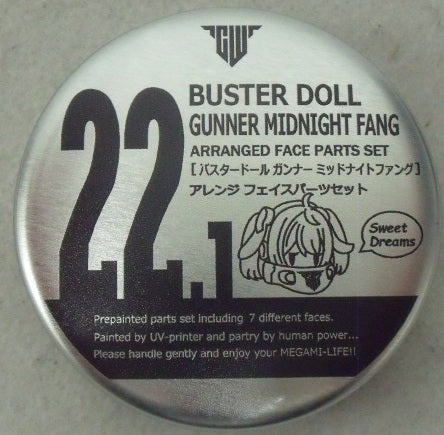 GW
22.1
BUSTER DOLL
GUNNER MIDNIGHT FANG
ARRANGED FACE PARTS SET
[バスタードール ガンナー ミッドナイトファング]
アレンジ フェイスパーツセット
Sweet
Dreams
Prepainted parts set including 7 different faces.
Painted by UV-printer and partry by human power...
Please handle gently and enjoy your MEGAMI-LIFE!!